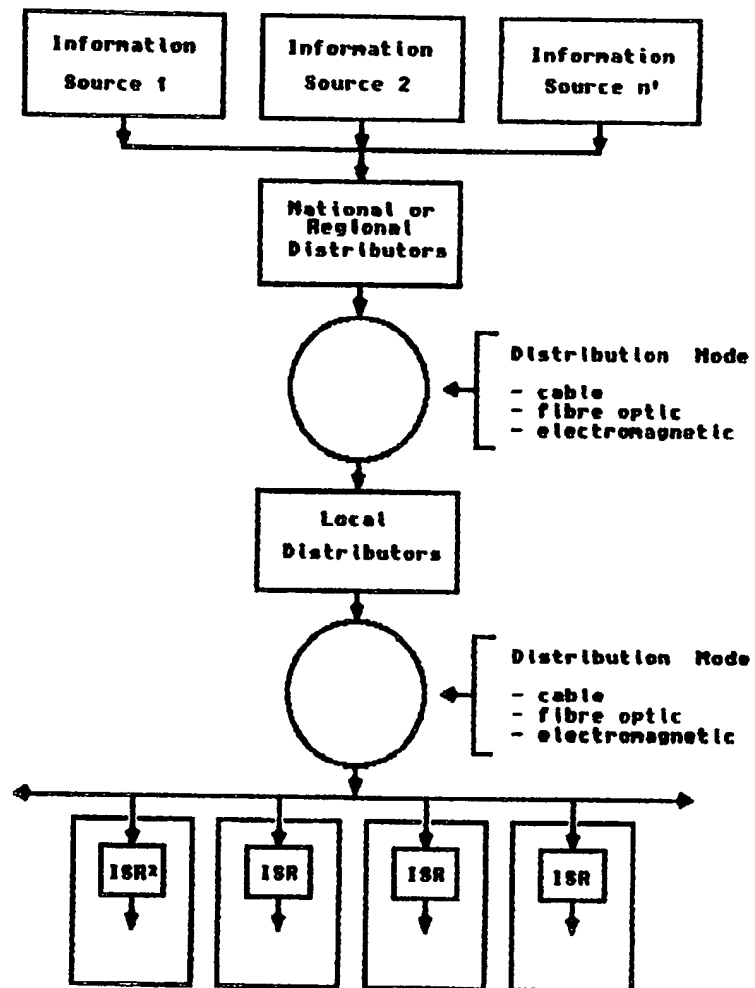 Information
Source 1
Information
Source 2
Information
Source n'
National or
Regional
Distributors
Distribution Mode
- cable
- fibre optic
- electromagnetic
Local
Distributors
Distribution Mode
- cable
- fibre optic
- electromagnetic
ISR²
ISR
ISR
ISR